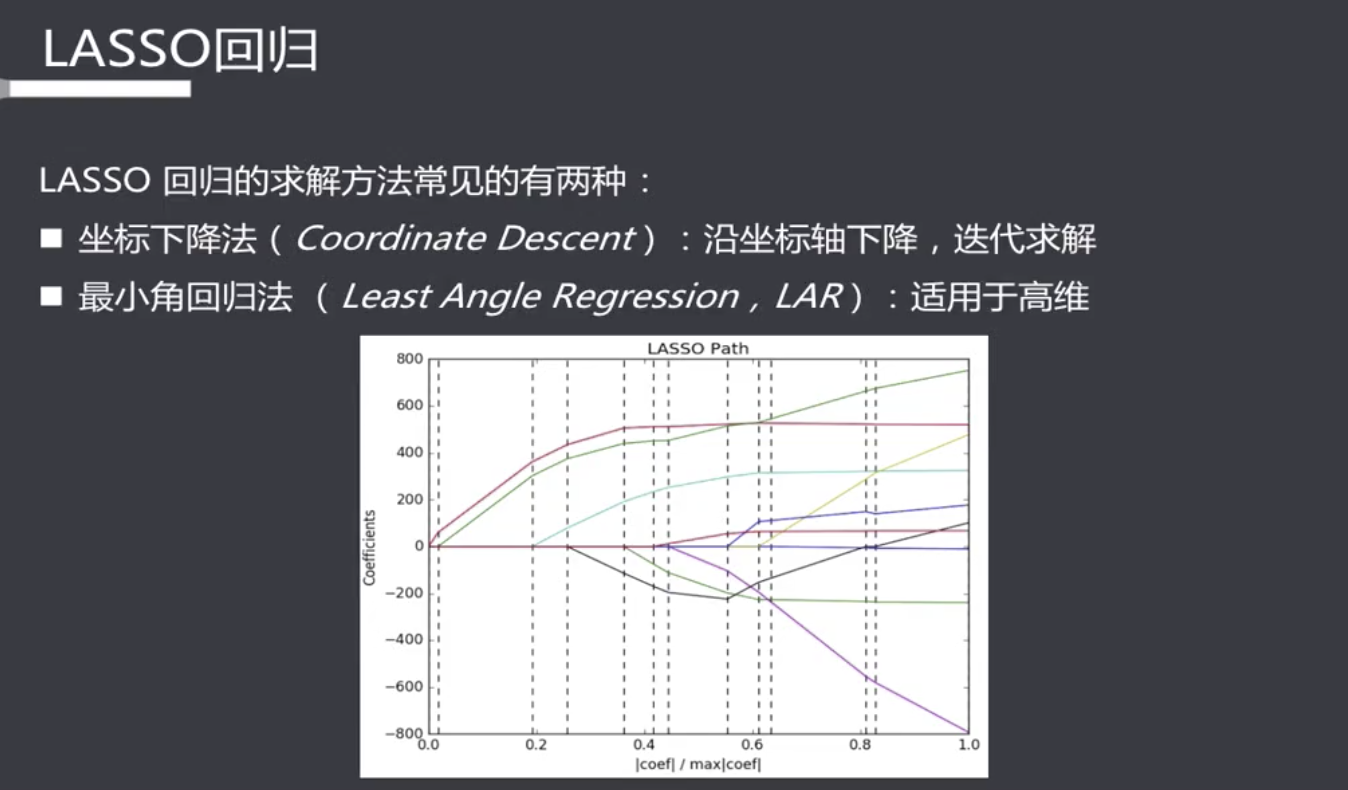 LASSO回归
LASSO 回归的求解方法常见的有两种：
■ 坐标下降法（Coordinate Descent）：沿坐标轴下降，迭代求解
■ 最小角回归法 （Least Angle Regression，LAR）：适用于高维
LASSO Path
800
600
400
200
0
−200
−400
−600
−800
Coefficients
0.0 0.2 0.4 0.6 0.8 1.0
|coef| / max|coef|